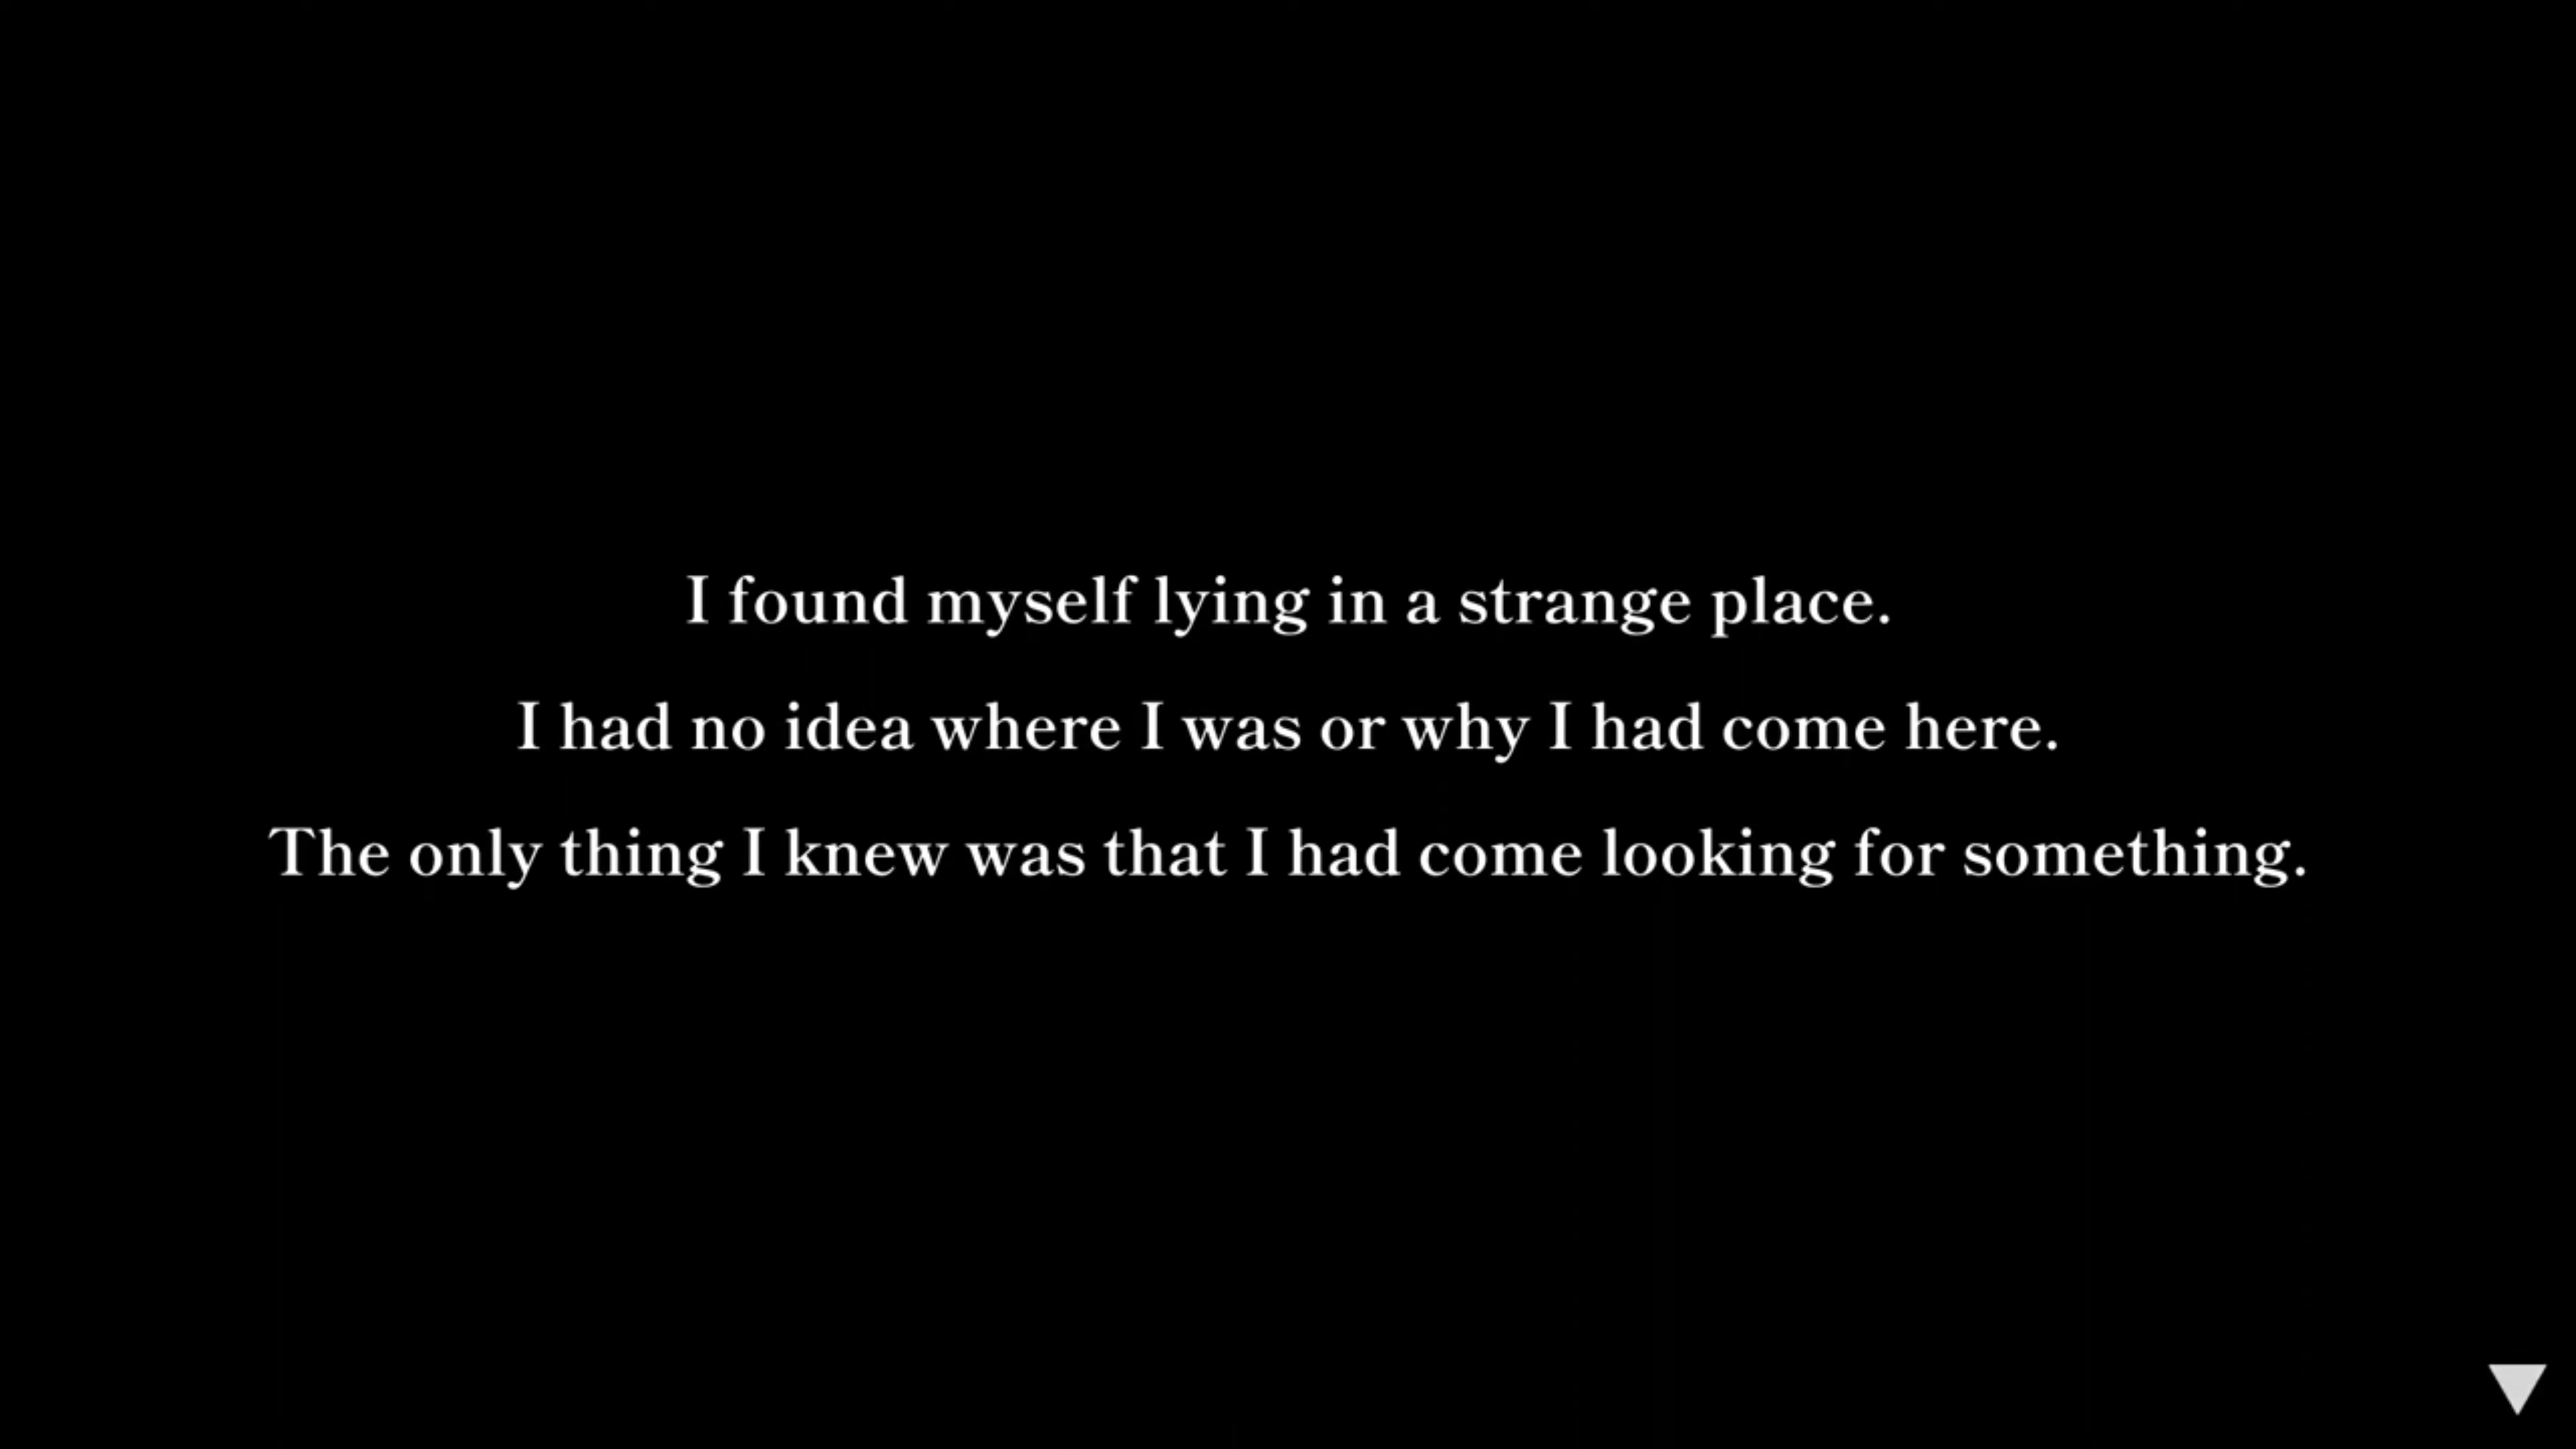 I found myself lying in a strange place.
I had no idea where I was or why I had come here.
The only thing I knew was that I had come looking for something.